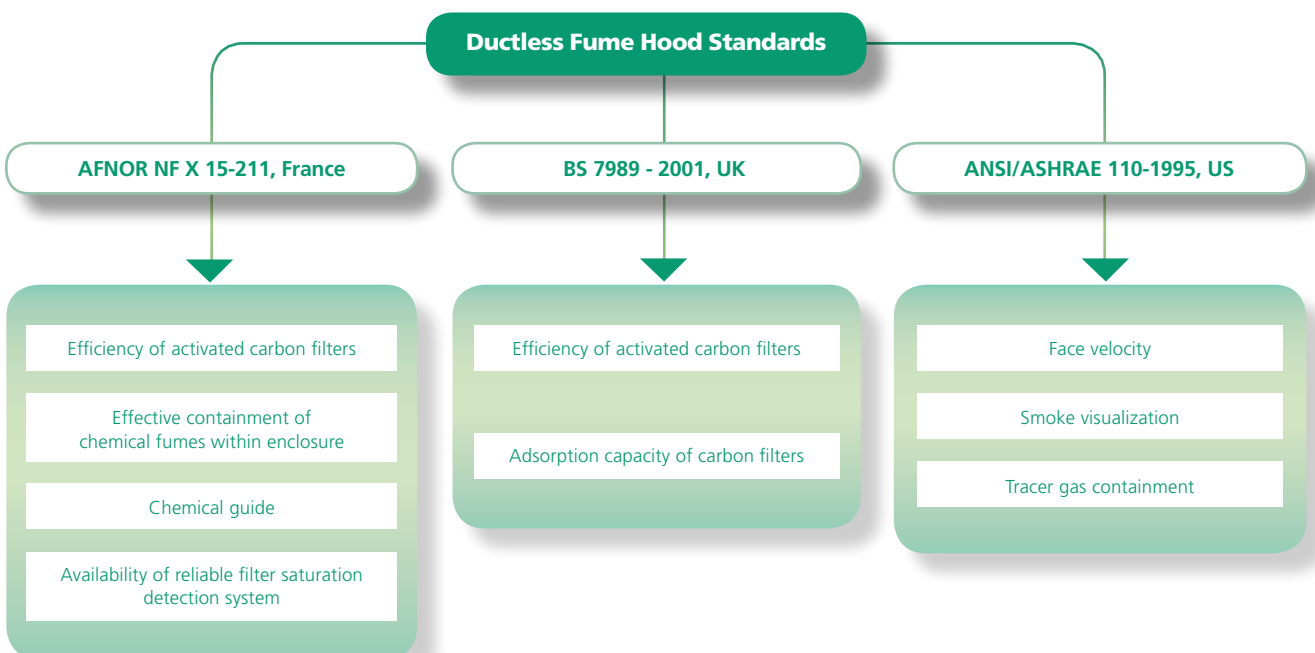 Ductless Fume Hood Standards
AFNOR NF X 15-211, France
BS 7989 - 2001, UK
ANSI/ASHRAE 110-1995, US
Efficiency of activated carbon filters
Effective containment of
chemical fumes within enclosure
Chemical guide
Availability of reliable filter saturation
detection system
Efficiency of activated carbon filters
Adsorption capacity of carbon filters
Face velocity
Smoke visualization
Tracer gas containment